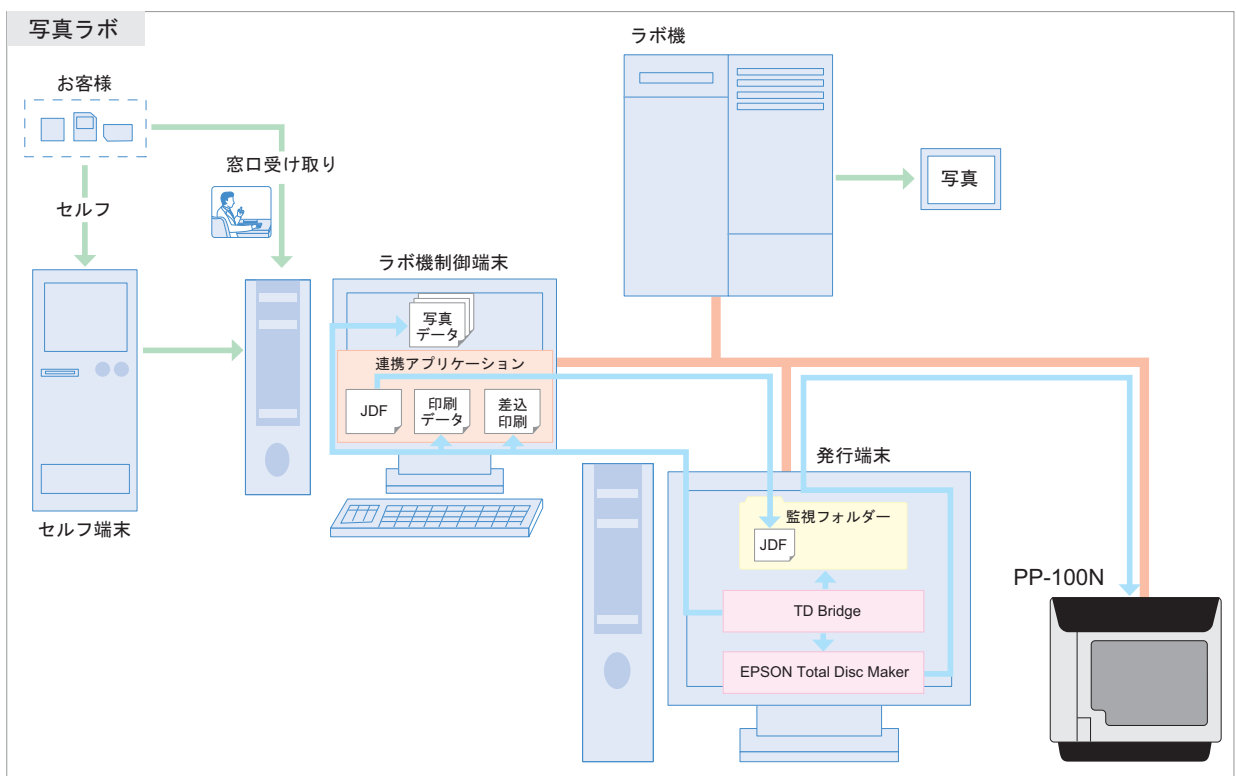 写真ラボ
ラボ機
お客様
窓口受け取り
写真
セルフ
ラボ機制御端末
写真
データ
連携アプリケーション
JDF
印刷
データ
差込
印刷
発行端末
セルフ端末
監視フォルダー
JDF
PP-100N
TD Bridge
EPSON Total Disc Maker